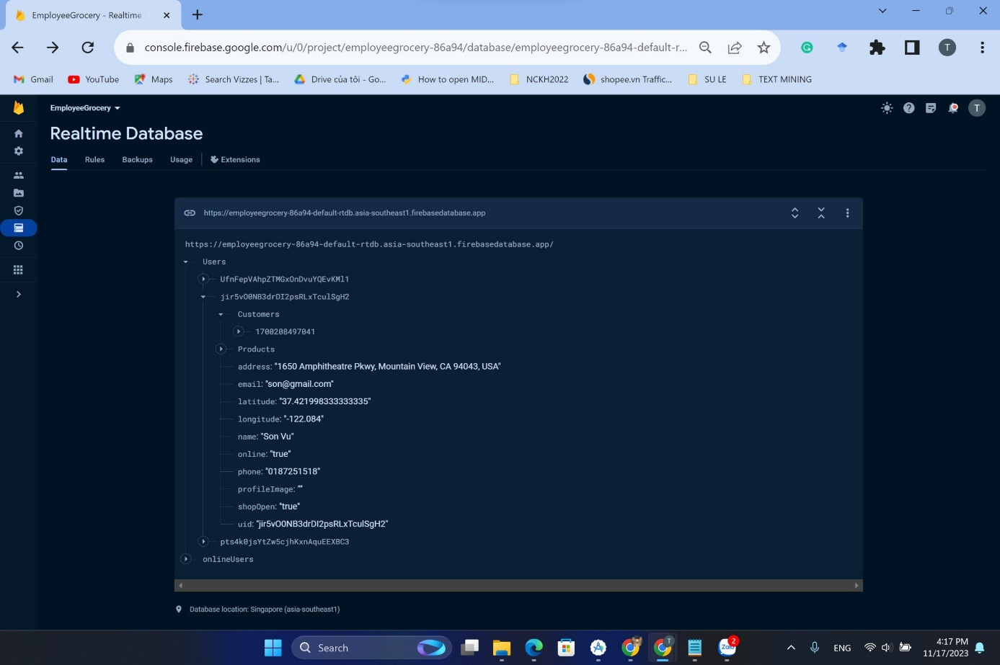 EmployeeGrocery - Realtime
console.firebase.google.com/u/0/project/employeegrocery-86a94/database/employeegrocery-86a94-default-r...
T
Gmail
YouTube
Maps
Search Vizzes | Ta...
Drive của tôi - Go...
How to open MID...
NCKH2022
shopee.vn Traffic...
SU LE
TEXT MINING
EmployeeGrocery
T
Realtime Database
Data
Rules
Backups
Usage
Extensions
https://employeegrocery-86a94-default-rtdb.asia-southeast1.firebasedatabase.app
https://employeegrocery-86a94-default-rtdb.asia-southeast1.firebasedatabase.app/
Users
UfnFepVAhpZTMGxOnDvuYQEvKMl1
jir5vO0NB3drDI2psRLxTculSgH2
Customers
1700208497041
Products
address: "1650 Amphitheatre Pkwy, Mountain View, CA 94043, USA"
email: "son@gmail.com"
latitude: "37.421998333333335"
longitude: "-122.084"
name: "Son Vu"
online: "true"
phone: "0187251518"
profileImage: ""
shopOpen: "true"
uid: "jir5vO0NB3drDI2psRLxTculSgH2"
pts4k0jsYtZw5cjhKxnAquEEXBC3
onlineUsers
Database location: Singapore (asia-southeast1)
Search
T
Zalo
2
ENG
4:17 PM
11/17/2023